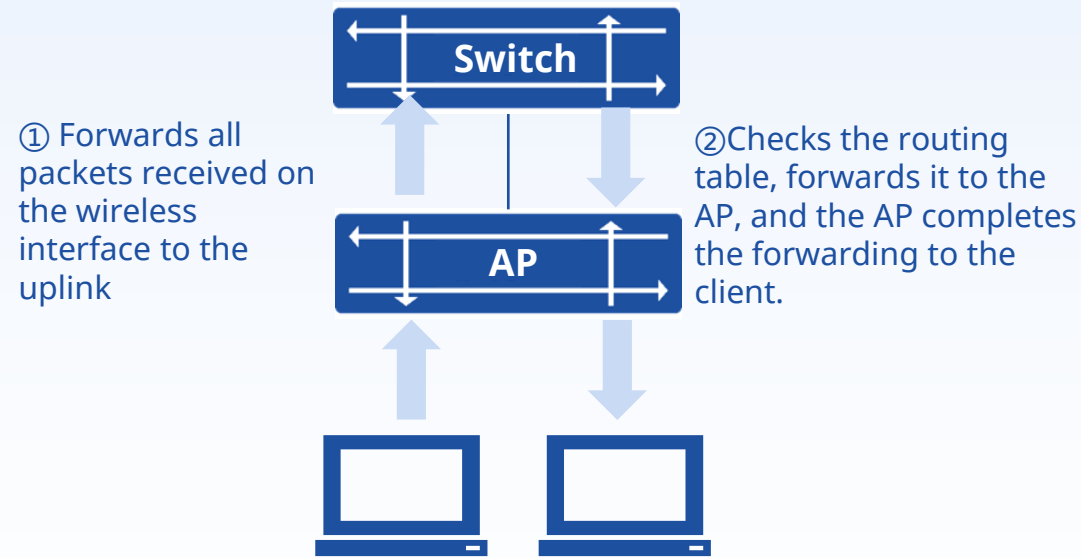 Switch
① Forwards all
packets received on
the wireless
interface to the
uplink
②Checks the routing
table, forwards it to the
AP, and the AP completes
the forwarding to the
client.
AP